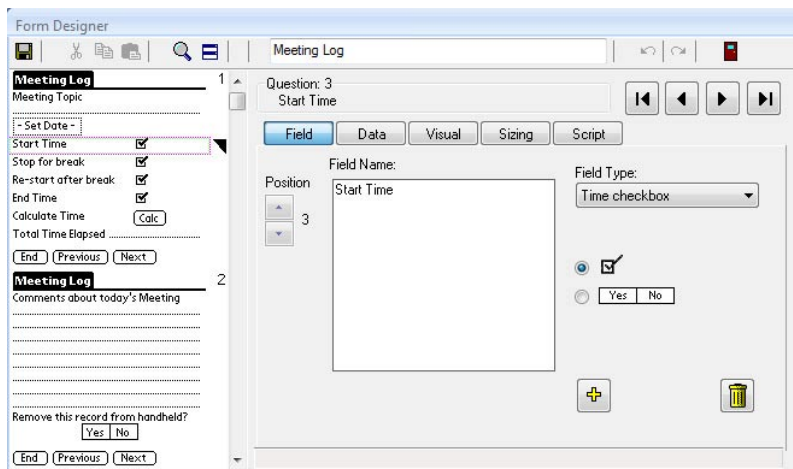 Form Designer
Meeting Log
Meeting Log 1
Meeting Topic
- Set Date -
Start Time
Stop for break
Re-start after break
End Time
Calculate Time Calc
Total Time Elapsed
End Previous Next
Meeting Log 2
Comments about today's Meeting
Remove this record from handheld?
Yes No
End Previous Next
Question: 3
Start Time
Field Data Visual Sizing Script
Position
3
Field Name:
Start Time
Field Type:
Time checkbox
Yes No